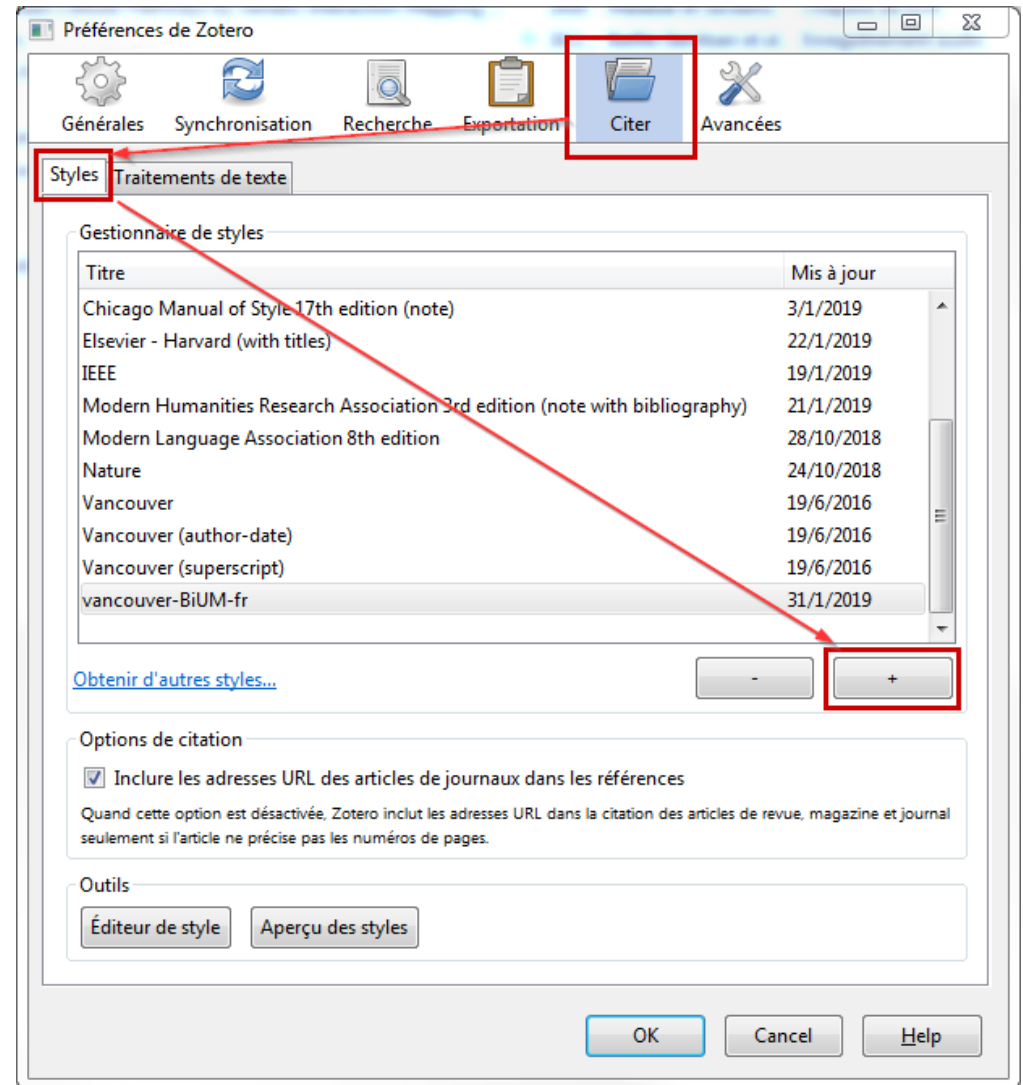 Préférences de Zotero
Générales Synchronisation Recherche Exportation Citer Avancées
Styles Traitements de texte
Gestionnaire de styles
Titre Mis à jour
Chicago Manual of Style 17th edition (note) 3/1/2019
Elsevier - Harvard (with titles) 22/1/2019
IEEE 19/1/2019
Modern Humanities Research Association 3rd edition (note with bibliography) 21/1/2019
Modern Language Association 8th edition 28/10/2018
Nature 24/10/2018
Vancouver 19/6/2016
Vancouver (author-date) 19/6/2016
Vancouver (superscript) 19/6/2016
vancouver-BiUM-fr 31/1/2019
Obtenir d'autres styles... - +
Options de citation
Inclure les adresses URL des articles de journaux dans les références
Quand cette option est désactivée, Zotero inclut les adresses URL dans la citation des articles de revue, magazine et journal
seulement si l'article ne précise pas les numéros de pages.
Outils
Éditeur de style Aperçu des styles
OK Cancel Help